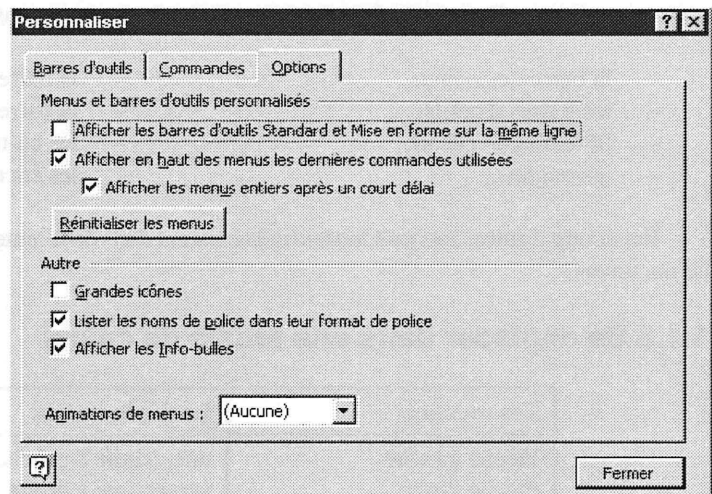 Personnaliser
Barres d'outils Commandes Options
Menus et barres d'outils personnalisés
Afficher les barres d'outils Standard et Mise en forme sur la même ligne
Afficher en haut des menus les dernières commandes utilisées
Afficher les menus entiers après un court délai
Réinitialiser les menus
Autre
Grandes icônes
Lister les noms de police dans leur format de police
Afficher les Info-bulles
Animations de menus : (Aucune)
Fermer